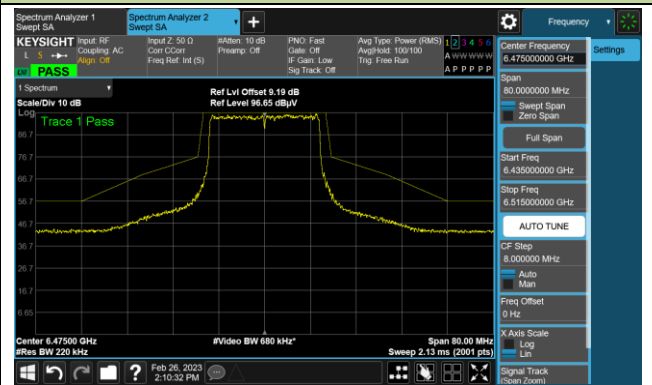 Spectrum Analyzer 1
Swept SA
Spectrum Analyzer 2
Swept SA
+
Frequency
KEYSIGHT
L S
PASS
Input: RF
Coupling: AC
Align: Off
Input Z: 50 Ω
Corr CCorr
Freq Ref: Int (S)
#Atten: 10 dB
Preamp: Off
PNO: Fast
Gate: Off
IF Gain: Low
Sig Track: Off
Avg Type: Power (RMS)
Avg|Hold: 100/100
Trig: Free Run
1 2 3 4 5 6
A W W W W W
A P P P P P
1 Spectrum
Scale/Div 10 dB
Ref Lvl Offset 9.19 dB
Ref Level 96.65 dBµV
Log
Trace 1 Pass
86.7
76.7
66.7
56.7
46.7
36.7
26.7
16.7
6.65
Center 6.47500 GHz
#Res BW 220 kHz
#Video BW 680 kHz*
Span 80.00 MHz
Sweep 2.13 ms (2001 pts)
Center Frequency
6.475000000 GHz
Settings
Span
80.0000000 MHz
Swept Span
Zero Span
Full Span
Start Freq
6.435000000 GHz
Stop Freq
6.515000000 GHz
AUTO TUNE
CF Step
8.000000 MHz
Auto
Man
Freq Offset
0 Hz
X Axis Scale
Log
Lin
Signal Track
(Span Zoom)
?
Feb 26, 2023
2:10:32 PM